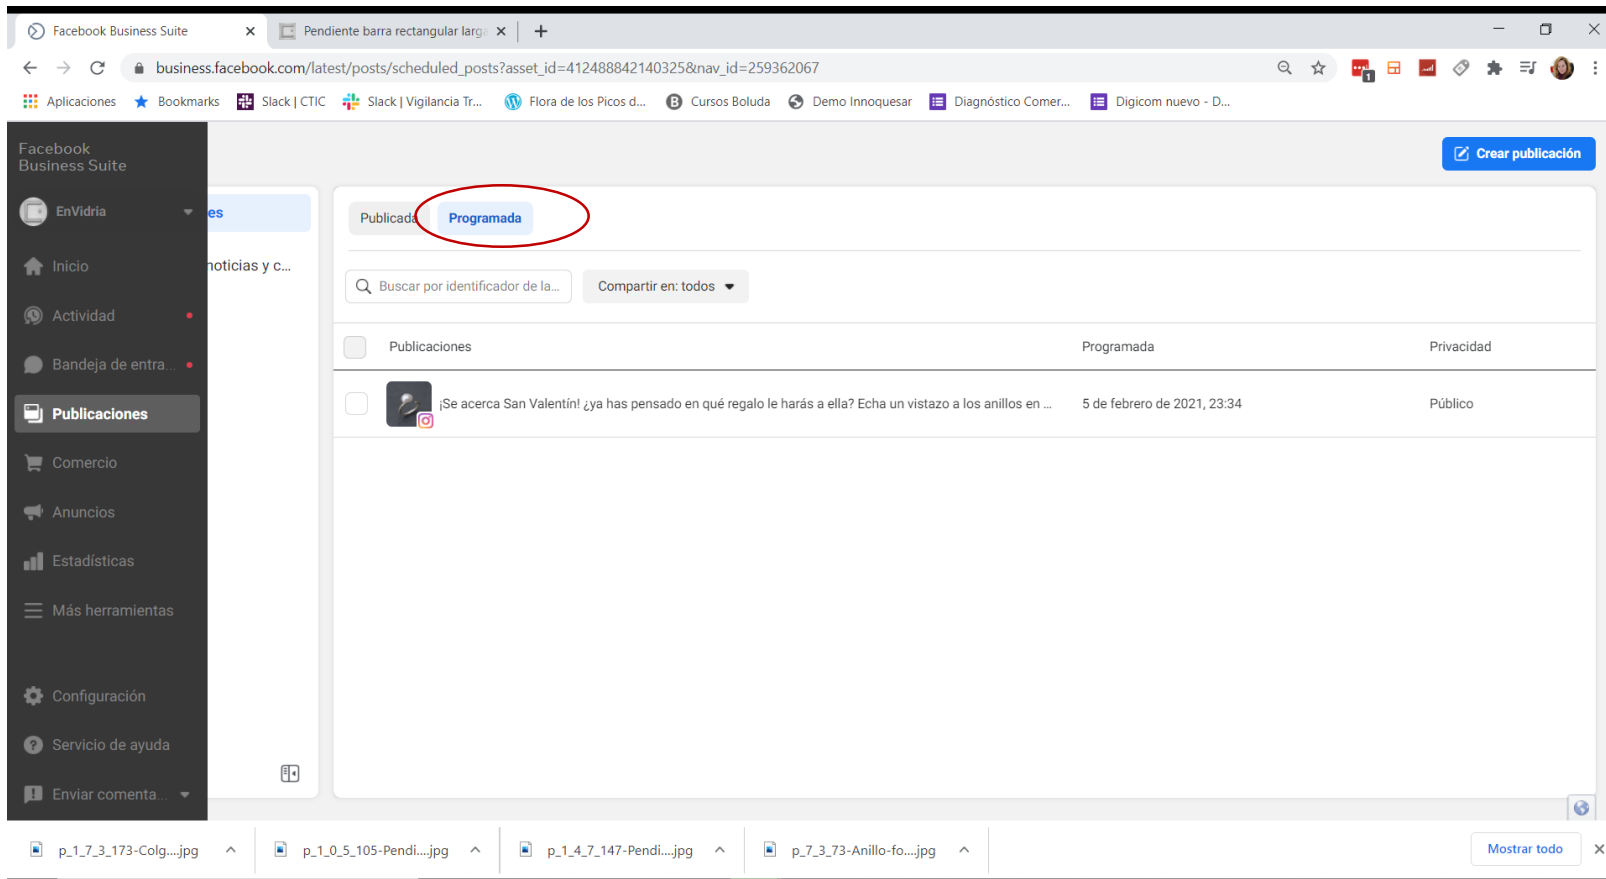 Facebook Business Suite
Pendiente barra rectangular larg
business.facebook.com/latest/posts/scheduled_posts?asset_id=412488842140325&nav_id=259362067
1
Aplicaciones
Bookmarks
Slack | CTIC
Slack | Vigilancia Tr...
Flora de los Picos d...
Cursos Boluda
Demo Innoquesar
Diagnóstico Comer...
Digicom nuevo - D...
Facebook
Business Suite
Crear publicación
EnVidria
es
Publicada
Programada
Inicio
noticias y c...
Buscar por identificador de la...
Compartir en: todos
Actividad
Publicaciones
Programada
Privacidad
Bandeja de entra...
¡Se acerca San Valentín! ¿ya has pensado en qué regalo le harás a ella? Echa un vistazo a los anillos en ...
5 de febrero de 2021, 23:34
Público
Publicaciones
Comercio
Anuncios
Estadísticas
Más herramientas
Configuración
Servicio de ayuda
Enviar comenta...
p_1_7_3_173-Colg....jpg
p_1_0_5_105-Pendi....jpg
p_1_4_7_147-Pendi....jpg
p_7_3_73-Anillo-fo....jpg
Mostrar todo